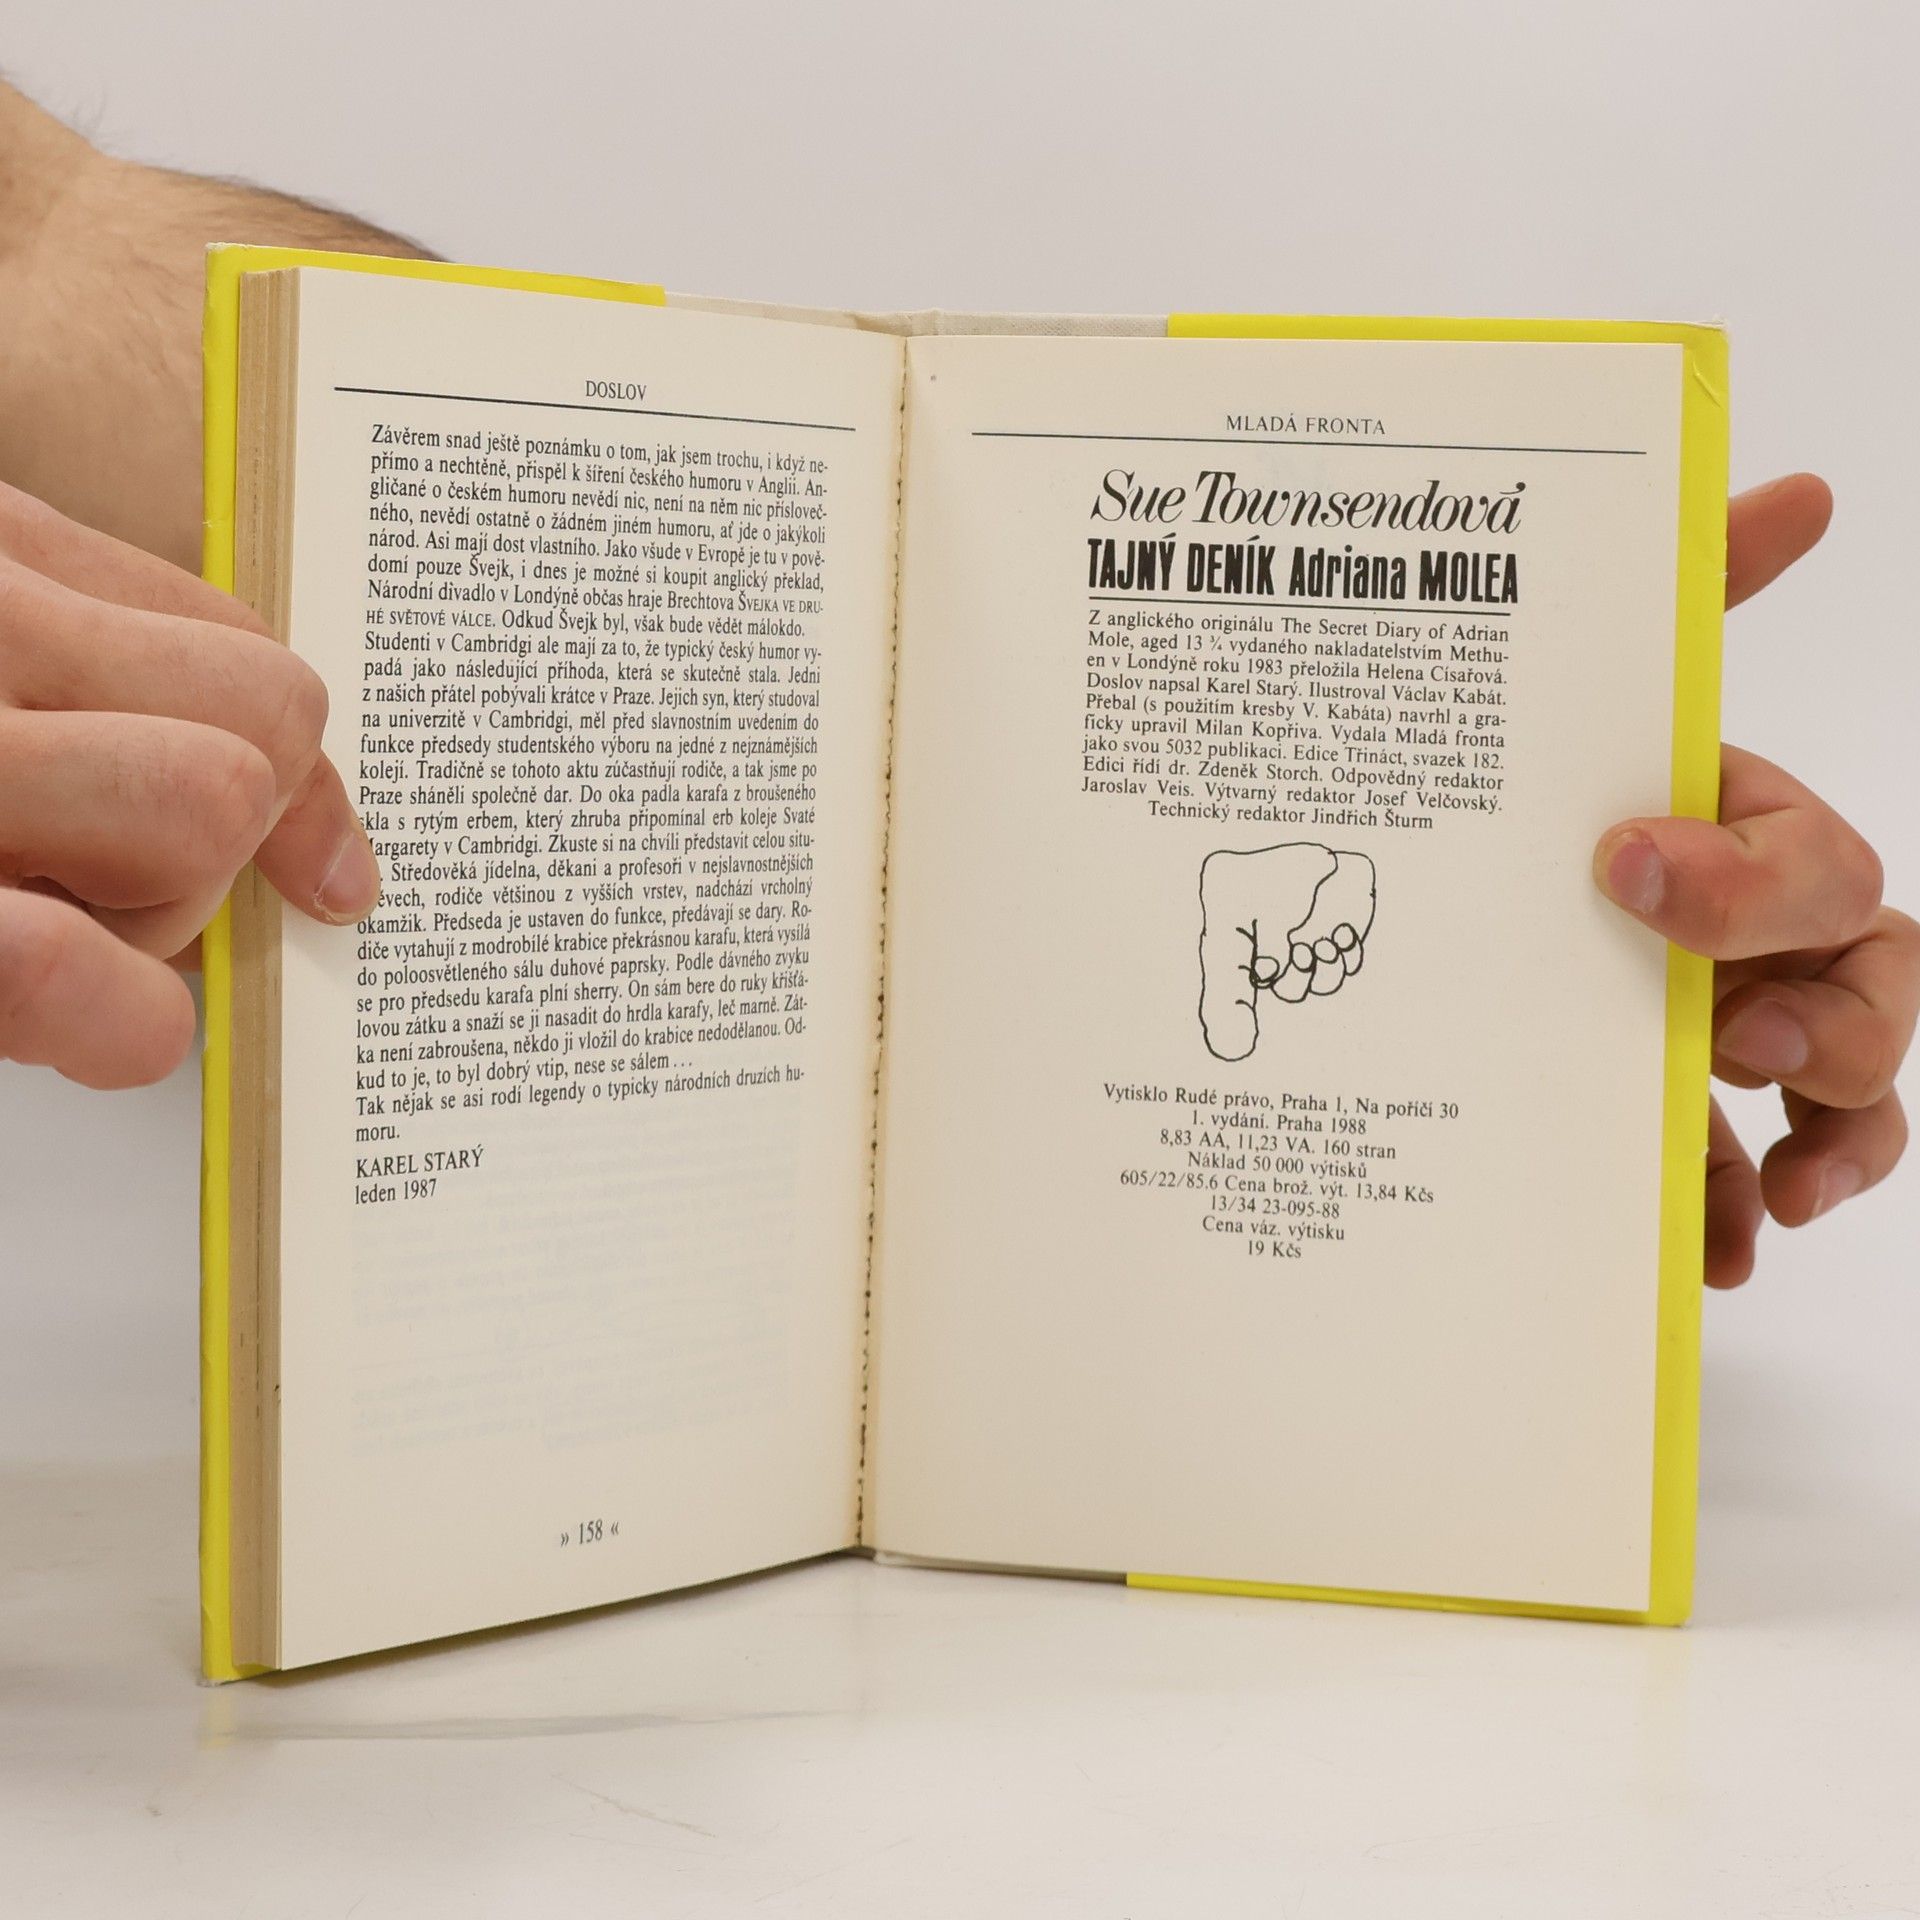 DOSLOV
Závěrem snad ještě poznámku o tom, jak jsem trochu, i když ne-
přímo a nechtěně, přispěl k šíření českého humoru v Anglii. An-
gličané o českém humoru nevědí nic, není na něm nic přísloveč-
ného, nevědí ostatně o žádném jiném humoru, ať jde o jakýkoli
národ. Asi mají dost vlastního. Jako všude v Evropě je tu v pově-
domí pouze Švejk, i dnes je možné si koupit anglický překlad,
Národní divadlo v Londýně občas hraje Brechtova ŠVEJKA VE DRU-
HÉ SVĚTOVÉ VÁLCE. Odkud Švejk byl, však bude vědět málokdo.
Studenti v Cambridgi ale mají za to, že typický český humor vy-
padá jako následující příhoda, která se skutečně stala. Jedni
z našich přátel pobývali krátce v Praze. Jejich syn, který studoval
na univerzitě v Cambridgi, měl před slavnostním uvedením do
funkce předsedy studentského výboru na jedné z nejznámějších
kolejí. Tradičně se tohoto aktu zúčastňují rodiče, a tak jsme po
Praze sháněli společně dar. Do oka padla karafa z broušeného
skla s rytým erbem, který zhruba připomínal erb koleje Svaté
argarety v Cambridgi. Zkuste si na chvíli představit celou situ-
. Středověká jídelna, děkani a profesoři v nejslavnostnějších
ěvech, rodiče většinou z vyšších vrstev, nadchází vrcholný
okamžik. Předseda je ustaven do funkce, předávají se dary. Ro-
diče vytahují z modrobílé krabice překrásnou karafu, která vysílá
do poloosvětleného sálu duhové paprsky. Podle dávného zvyku
se pro předsedu karafa plní sherry. On sám bere do ruky křišťá-
lovou zátku a snaží se ji nasadit do hrdla karafy, leč marně. Zát-
ka není zabroušena, někdo ji vložil do krabice nedodělanou. Od-
kud to je, to byl dobrý vtip, nese se sálem ...
Tak nějak se asi rodí legendy o typicky národních druzích hu-
moru.
KAREL STARÝ
leden 1987
» 158 «
MLADÁ FRONTA
Sue Townsendová
TAJNÝ DENÍK Adriana MOLEA
Z anglického originálu The Secret Diary of Adrian
Mole, aged 13 ¾ vydaného nakladatelstvím Methu-
en v Londýně roku 1983 přeložila Helena Císařová.
Doslov napsal Karel Starý. Ilustroval Václav Kabát.
Přebal (s použitím kresby V. Kabáta) navrhl a gra-
ficky upravil Milan Kopřiva. Vydala Mladá fronta
jako svou 5032 publikaci. Edice Třináct, svazek 182.
Edici řídí dr. Zdeněk Storch. Odpovědný redaktor
Jaroslav Veis. Výtvarný redaktor Josef Velčovský.
Technický redaktor Jindřich Šturm
Vytisklo Rudé právo, Praha 1, Na poříčí 30
1. vydání. Praha 1988
8,83 AA, 11,23 VA. 160 stran
Náklad 50 000 výtisků
605/22/85.6 Cena brož. výt. 13,84 Kčs
13/34 23-095-88
Cena váz. výtisku
19 Kčs